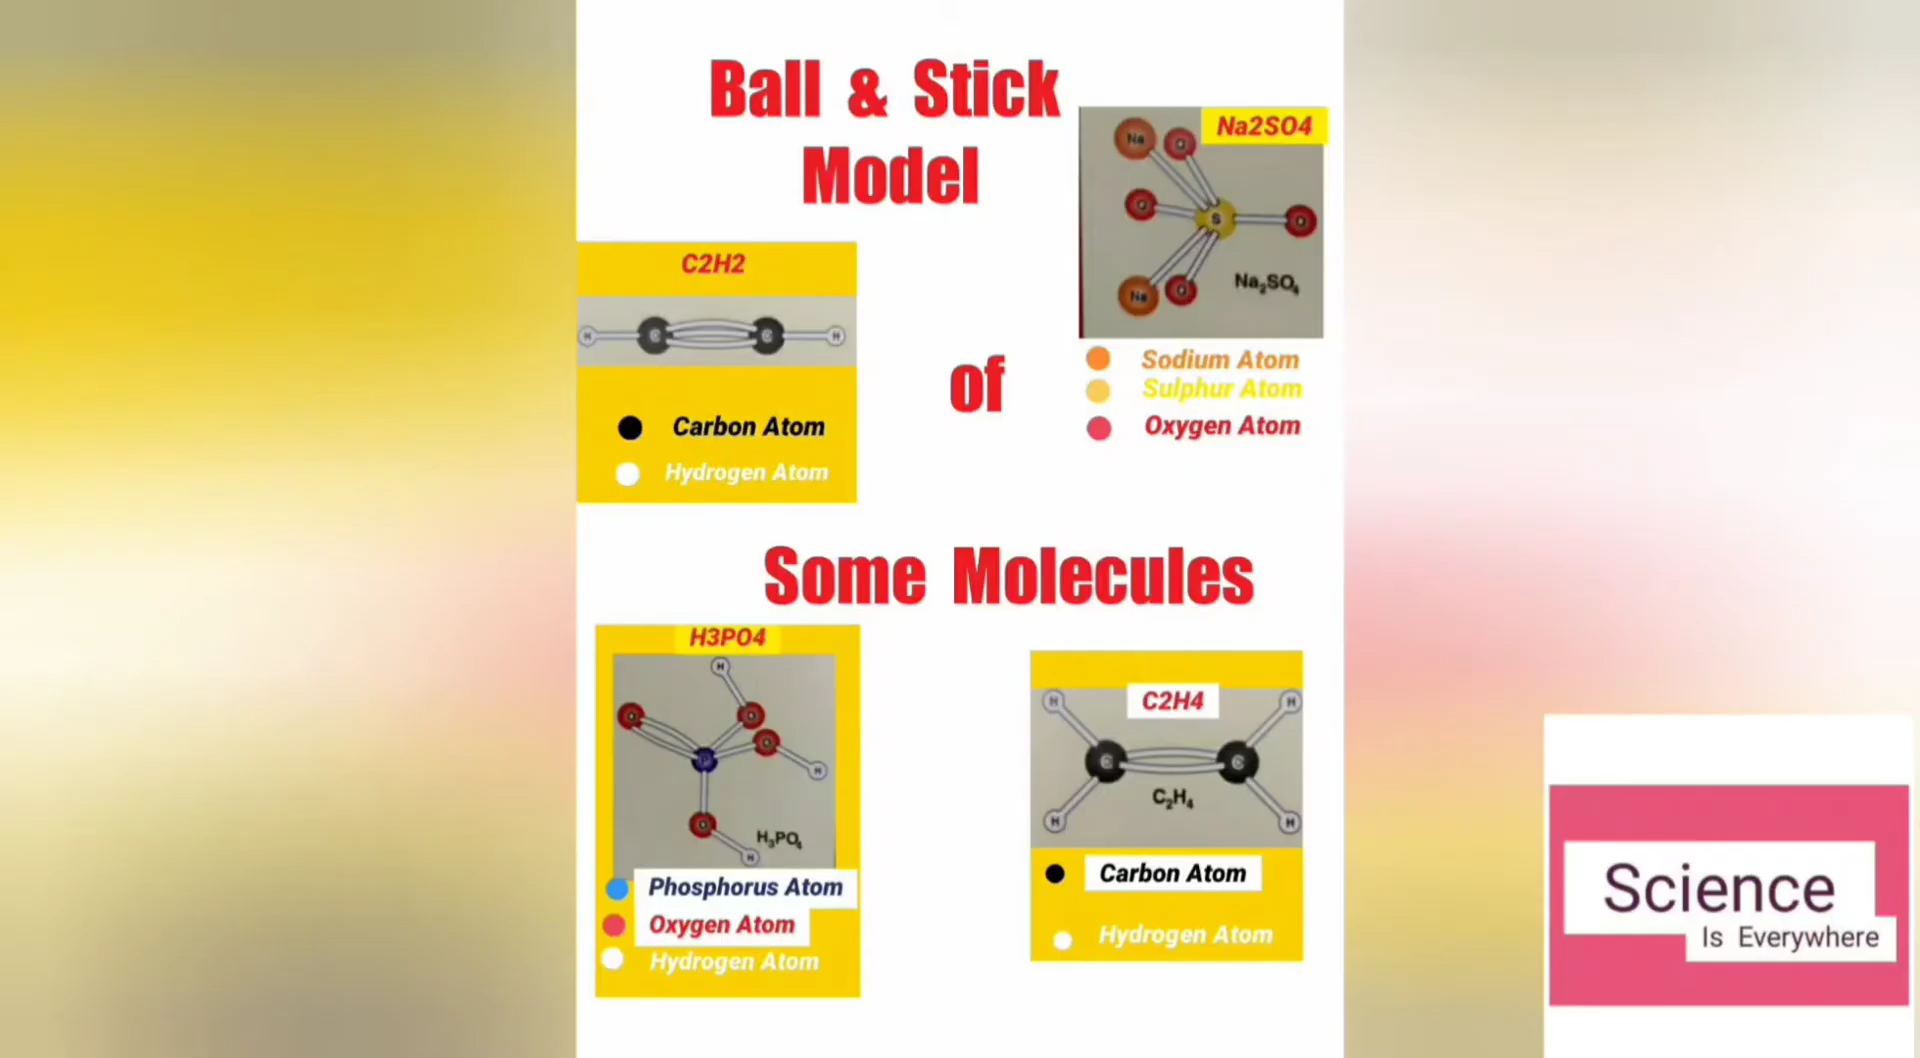 Ball & Stick
Model
of
Some Molecules
C2H2
H C C H
Carbon Atom
Hydrogen Atom
Na2SO4
Na O
O S O
Na O
Na₂SO₄
Sodium Atom
Sulphur Atom
Oxygen Atom
H3PO4
H
O O
O
P H
O
H
H₃PO₄
Phosphorus Atom
Oxygen Atom
Hydrogen Atom
C2H4
H H
C C
C₂H₄
H H
Carbon Atom
Hydrogen Atom
Science
Is Everywhere